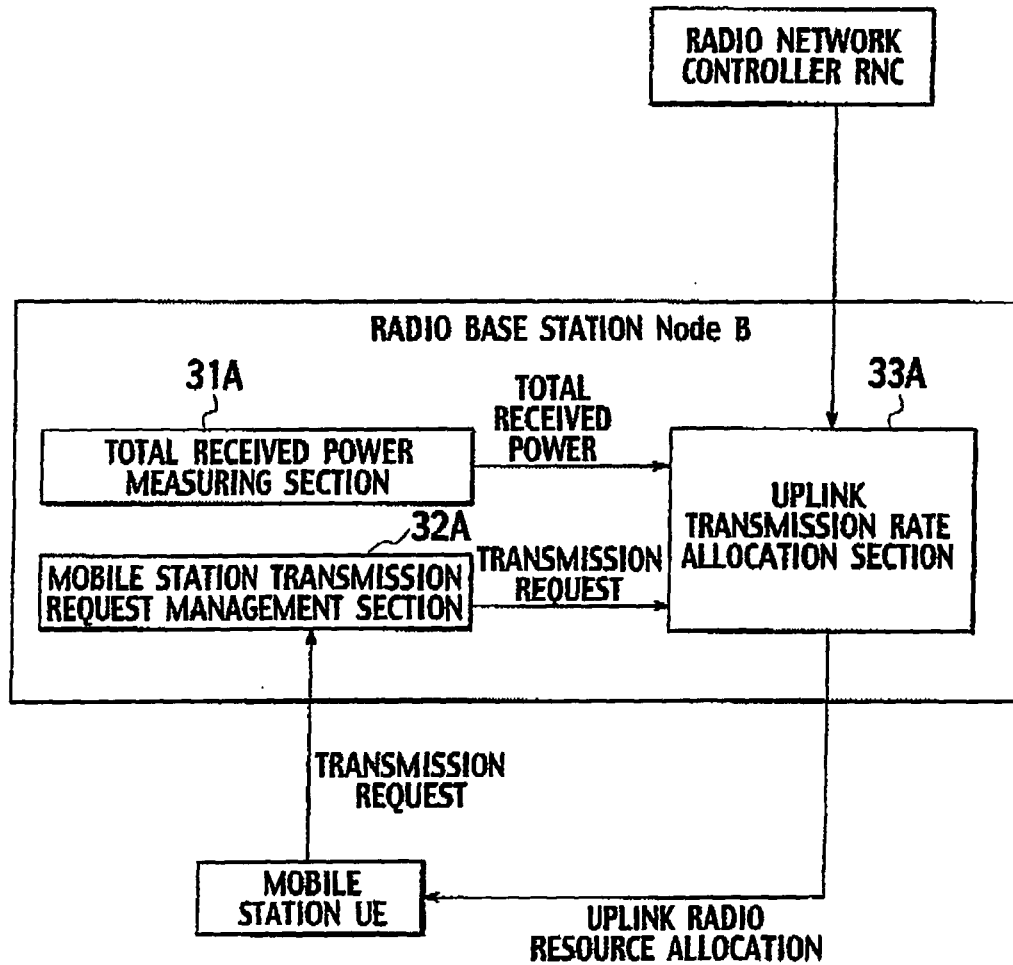 RADIO NETWORK
CONTROLLER RNC
RADIO BASE STATION Node B
31A
TOTAL RECEIVED POWER
MEASURING SECTION
TOTAL
RECEIVED
POWER
33A
UPLINK
TRANSMISSION RATE
ALLOCATION SECTION
32A
MOBILE STATION TRANSMISSION
REQUEST MANAGEMENT SECTION
TRANSMISSION
REQUEST
TRANSMISSION
REQUEST
MOBILE
STATION UE
UPLINK RADIO
RESOURCE ALLOCATION